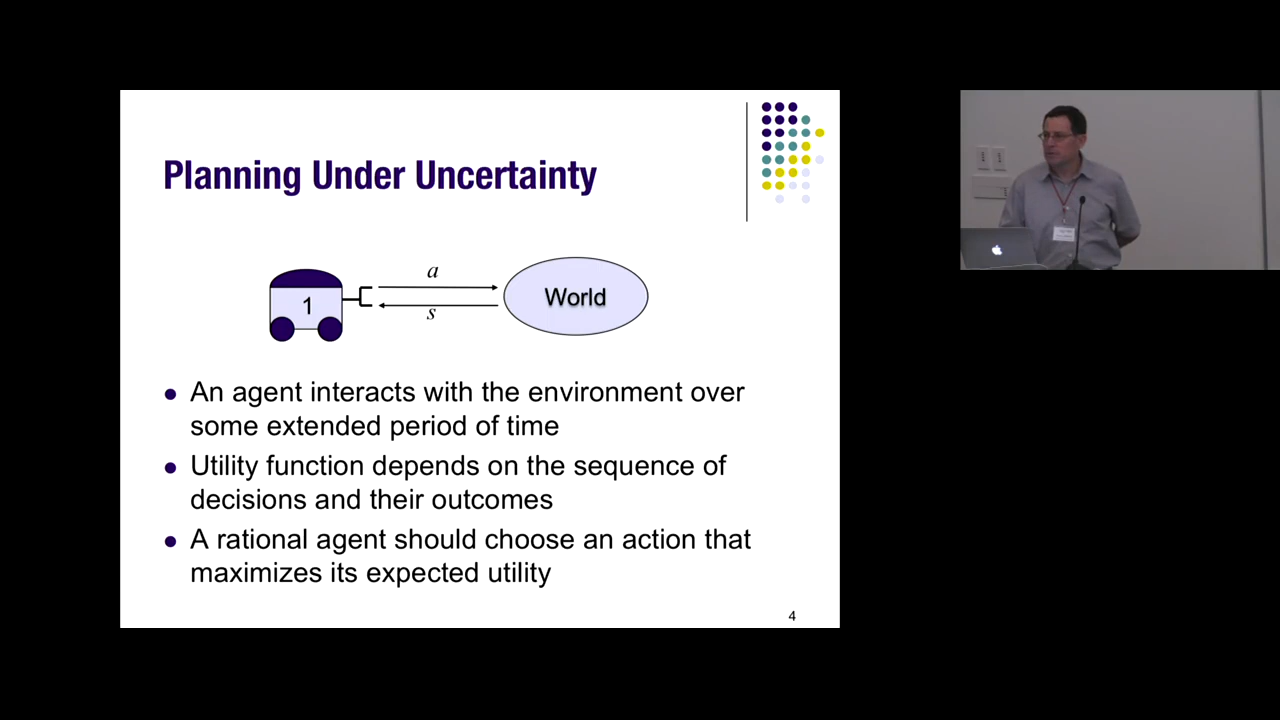 Planning Under Uncertainty
a
1
World
s
● An agent interacts with the environment over
some extended period of time
● Utility function depends on the sequence of
decisions and their outcomes
● A rational agent should choose an action that
maximizes its expected utility
4